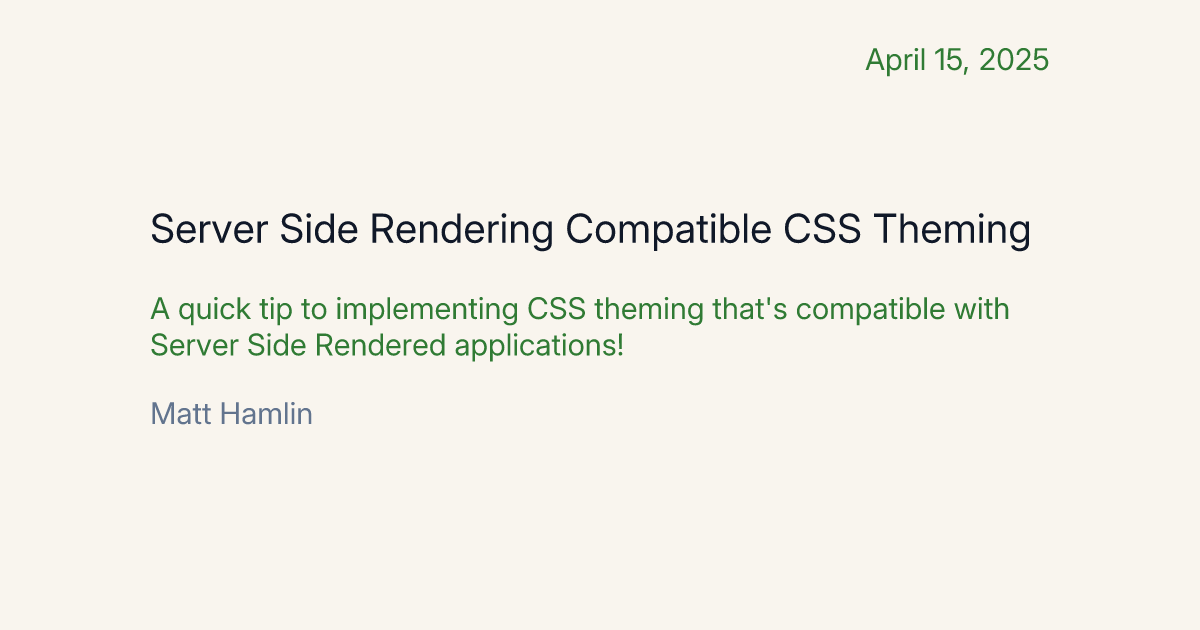 April 15, 2025
Server Side Rendering Compatible CSS Theming
A quick tip to implementing CSS theming that's compatible with
Server Side Rendered applications!
Matt Hamlin